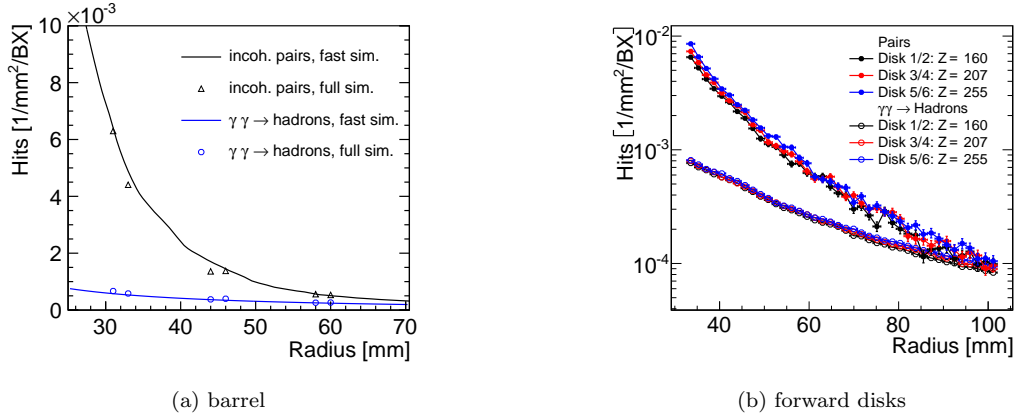 ×10⁻³
Hits [1/mm²/BX]
10
8
6
4
2
0
incoh. pairs, fast sim.
incoh. pairs, full sim.
γ γ → hadrons, fast sim.
γ γ → hadrons, full sim.
30 40 50 60 70
Radius [mm]
(a) barrel
Hits [1/mm²/BX]
10⁻²
10⁻³
10⁻⁴
Pairs
Disk 1/2: Z = 160
Disk 3/4: Z = 207
Disk 5/6: Z = 255
γγ → Hadrons
Disk 1/2: Z = 160
Disk 3/4: Z = 207
Disk 5/6: Z = 255
40 60 80 100
Radius [mm]
(b) forward disks